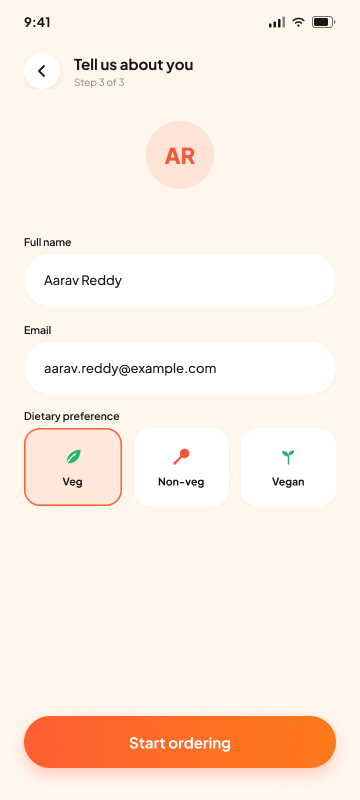 9:41
Tell us about you
Step 3 of 3
AR
Full name
Aarav Reddy
Email
aarav.reddy@example.com
Dietary preference
Veg
Non-veg
Vegan
Start ordering